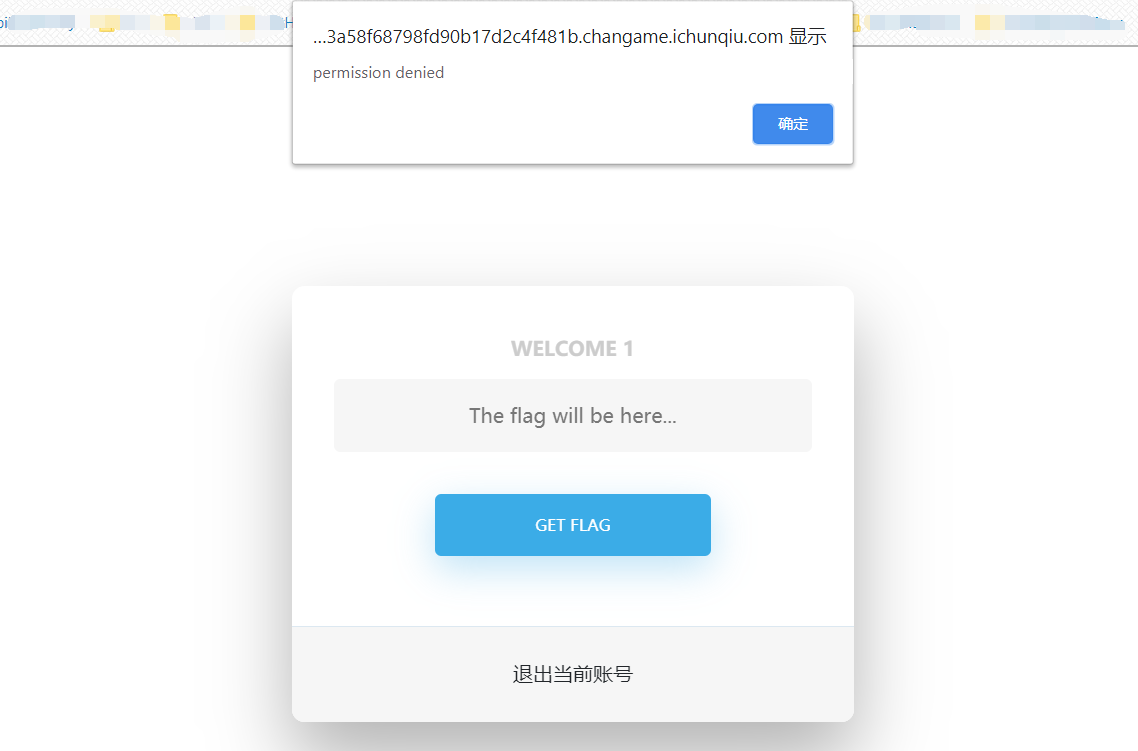 ...3a58f68798fd90b17d2c4f481b.changame.ichunqiu.com 显示
permission denied
确定
WELCOME 1
The flag will be here...
GET FLAG
退出当前账号